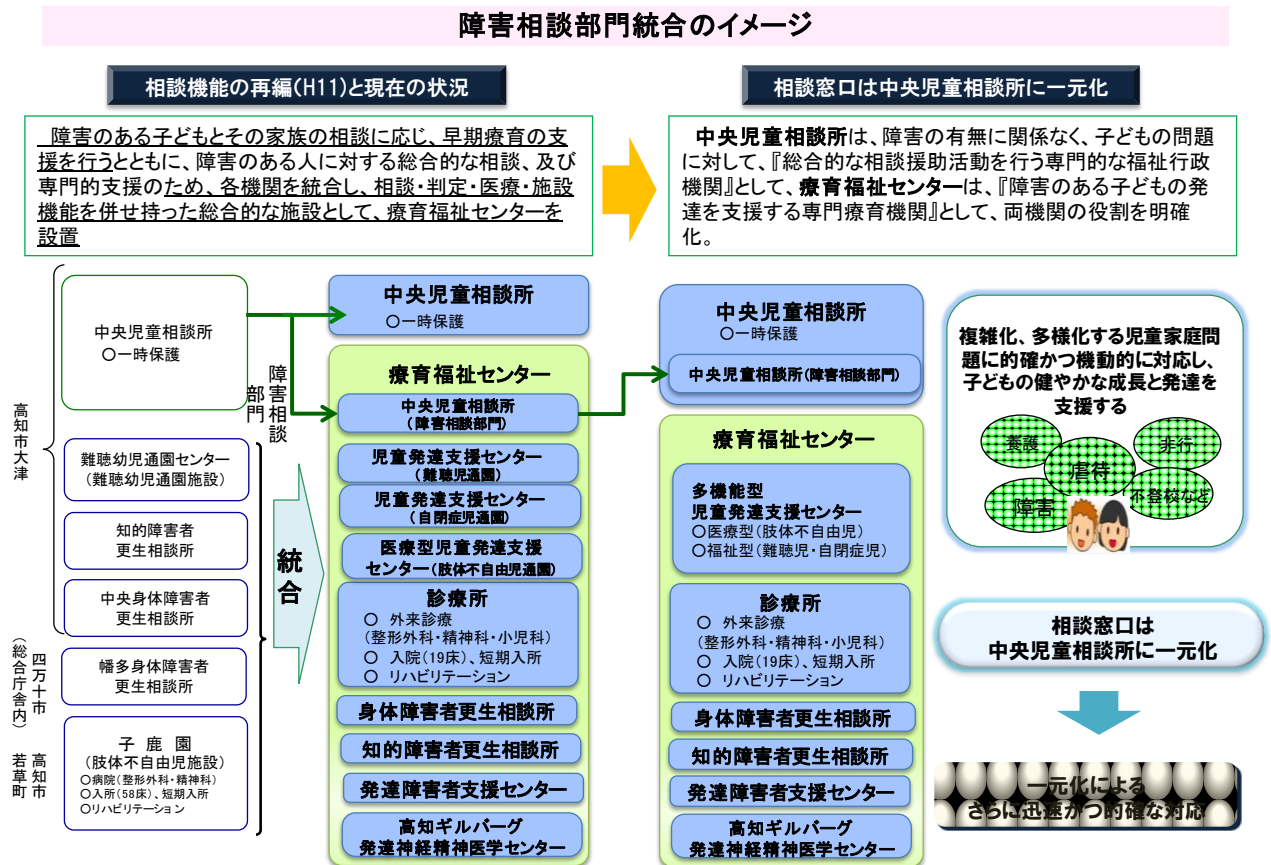 障害相談部門統合のイメージ
相談機能の再編(H11)と現在の状況
障害のある子どもとその家族の相談に応じ、早期療育の支
援を行うとともに、障害のある人に対する総合的な相談、及び
専門的支援のため、各機関を統合し、相談・判定・医療・施設
機能を併せ持った総合的な施設として、療育福祉センターを
設置
相談窓口は中央児童相談所に一元化
中央児童相談所は、障害の有無に関係なく、子どもの問題
に対して、『総合的な相談援助活動を行う専門的な福祉行政
機関』として、療育福祉センターは、『障害のある子どもの発
達を支援する専門療育機関』として、両機関の役割を明確
化。
高知市大津
中央児童相談所
○一時保護
障害相談
部門
難聴幼児通園センター
(難聴幼児通園施設)
知的障害者
更生相談所
中央身体障害者
更生相談所
四万十市
(総合庁舎内)
幡多身体障害者
更生相談所
高知市
若草町
子 鹿 園
(肢体不自由児施設)
○病院(整形外科・精神科)
○入所(58床)、短期入所
○リハビリテーション
統合
中央児童相談所
○一時保護
療育福祉センター
中央児童相談所
(障害相談部門)
児童発達支援センター
(難聴児通園)
児童発達支援センター
(自閉症児通園)
医療型児童発達支援
センター(肢体不自由児通園)
診療所
○ 外来診療
(整形外科・精神科・小児科)
○ 入院(19床)、短期入所
○ リハビリテーション
身体障害者更生相談所
知的障害者更生相談所
発達障害者支援センター
高知ギルバーグ
発達神経精神医学センター
中央児童相談所
○一時保護
中央児童相談所(障害相談部門)
療育福祉センター
多機能型
児童発達支援センター
○医療型(肢体不自由児)
○福祉型(難聴児・自閉症児)
診療所
○ 外来診療
(整形外科・精神科・小児科)
○ 入院(19床)、短期入所
○ リハビリテーション
身体障害者更生相談所
知的障害者更生相談所
発達障害者支援センター
高知ギルバーグ
発達神経精神医学センター
複雑化、多様化する児童家庭問
題に的確かつ機動的に対応し、
子どもの健やかな成長と発達を
支援する
養護
非行
虐待
障害
不登校など
相談窓口は
中央児童相談所に一元化
一元化による
さらに迅速かつ的確な対応